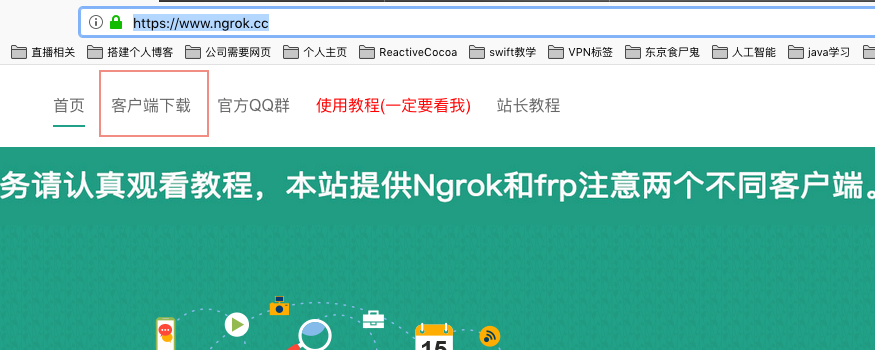 https://www.ngrok.cc
直播相关 搭建个人博客 公司需要网页 个人主页 ReactiveCocoa swift教学 VPN标签 东京食尸鬼 人工智能 java学习
首页 客户端下载 官方QQ群 使用教程(一定要看我) 站长教程
务请认真观看教程，本站提供Ngrok和frp注意两个不同客户端。
15